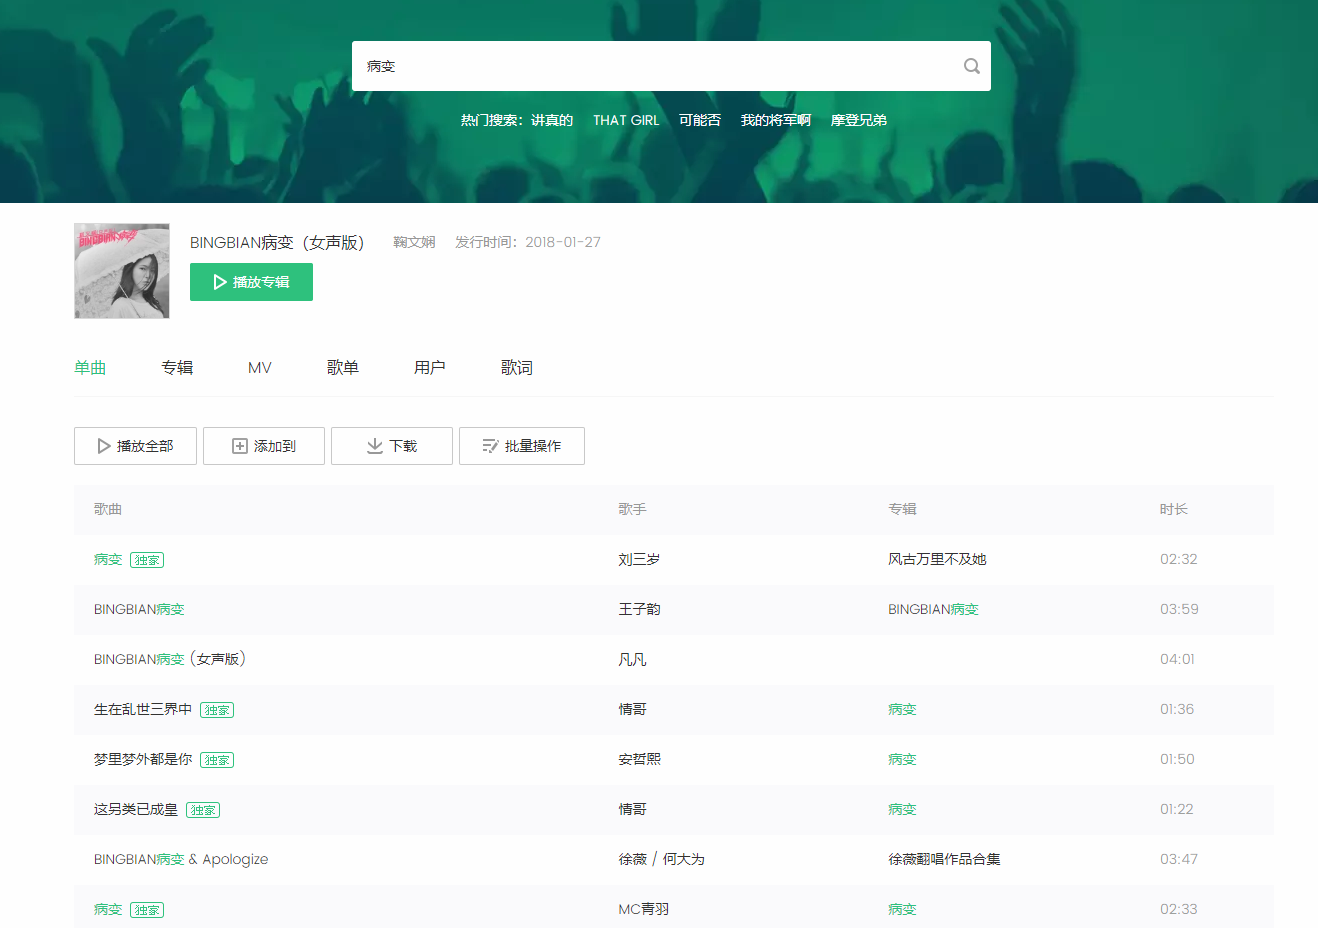 病变
热门搜索：讲真的 THAT GIRL 可能否 我的将军啊 摩登兄弟
BINGBIAN病变（女声版） 鞠文娴 发行时间：2018-01-27
播放专辑
单曲 专辑 MV 歌单 用户 歌词
播放全部 添加到 下载 批量操作
歌曲 歌手 专辑 时长
病变 独家 刘三岁 风古万里不及她 02:32
BINGBIAN病变 王子韵 BINGBIAN病变 03:59
BINGBIAN病变 (女声版) 凡凡 04:01
生在乱世三界中 独家 情哥 病变 01:36
梦里梦外都是你 独家 安哲熙 病变 01:50
这另类已成皇 独家 情哥 病变 01:22
BINGBIAN病变 & Apologize 徐薇 / 何大为 徐薇翻唱作品合集 03:47
病变 独家 MC青羽 病变 02:33